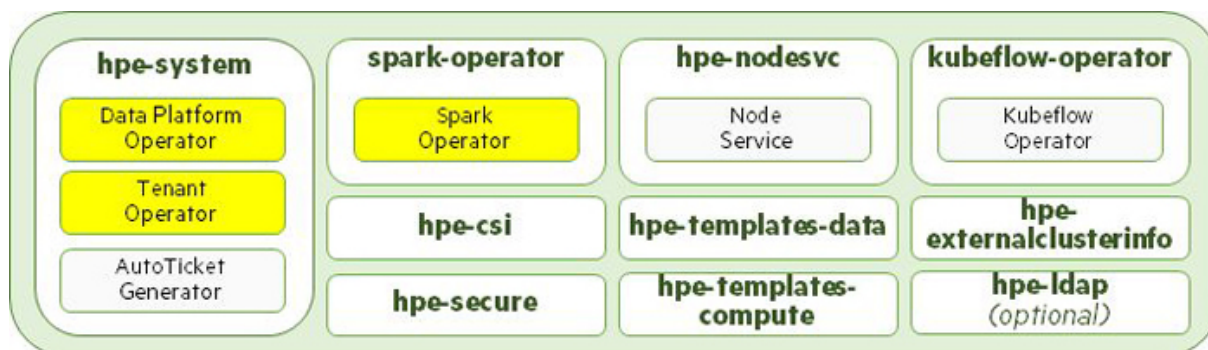 hpe-system
Data Platform
Operator
Tenant
Operator
AutoTicket
Generator
spark-operator
Spark
Operator
hpe-nodesvc
Node
Service
kubeflow-operator
Kubeflow
Operator
hpe-csi
hpe-templates-data
hpe-
externalclusterinfo
hpe-secure
hpe-templates-
compute
hpe-ldap
(optional)